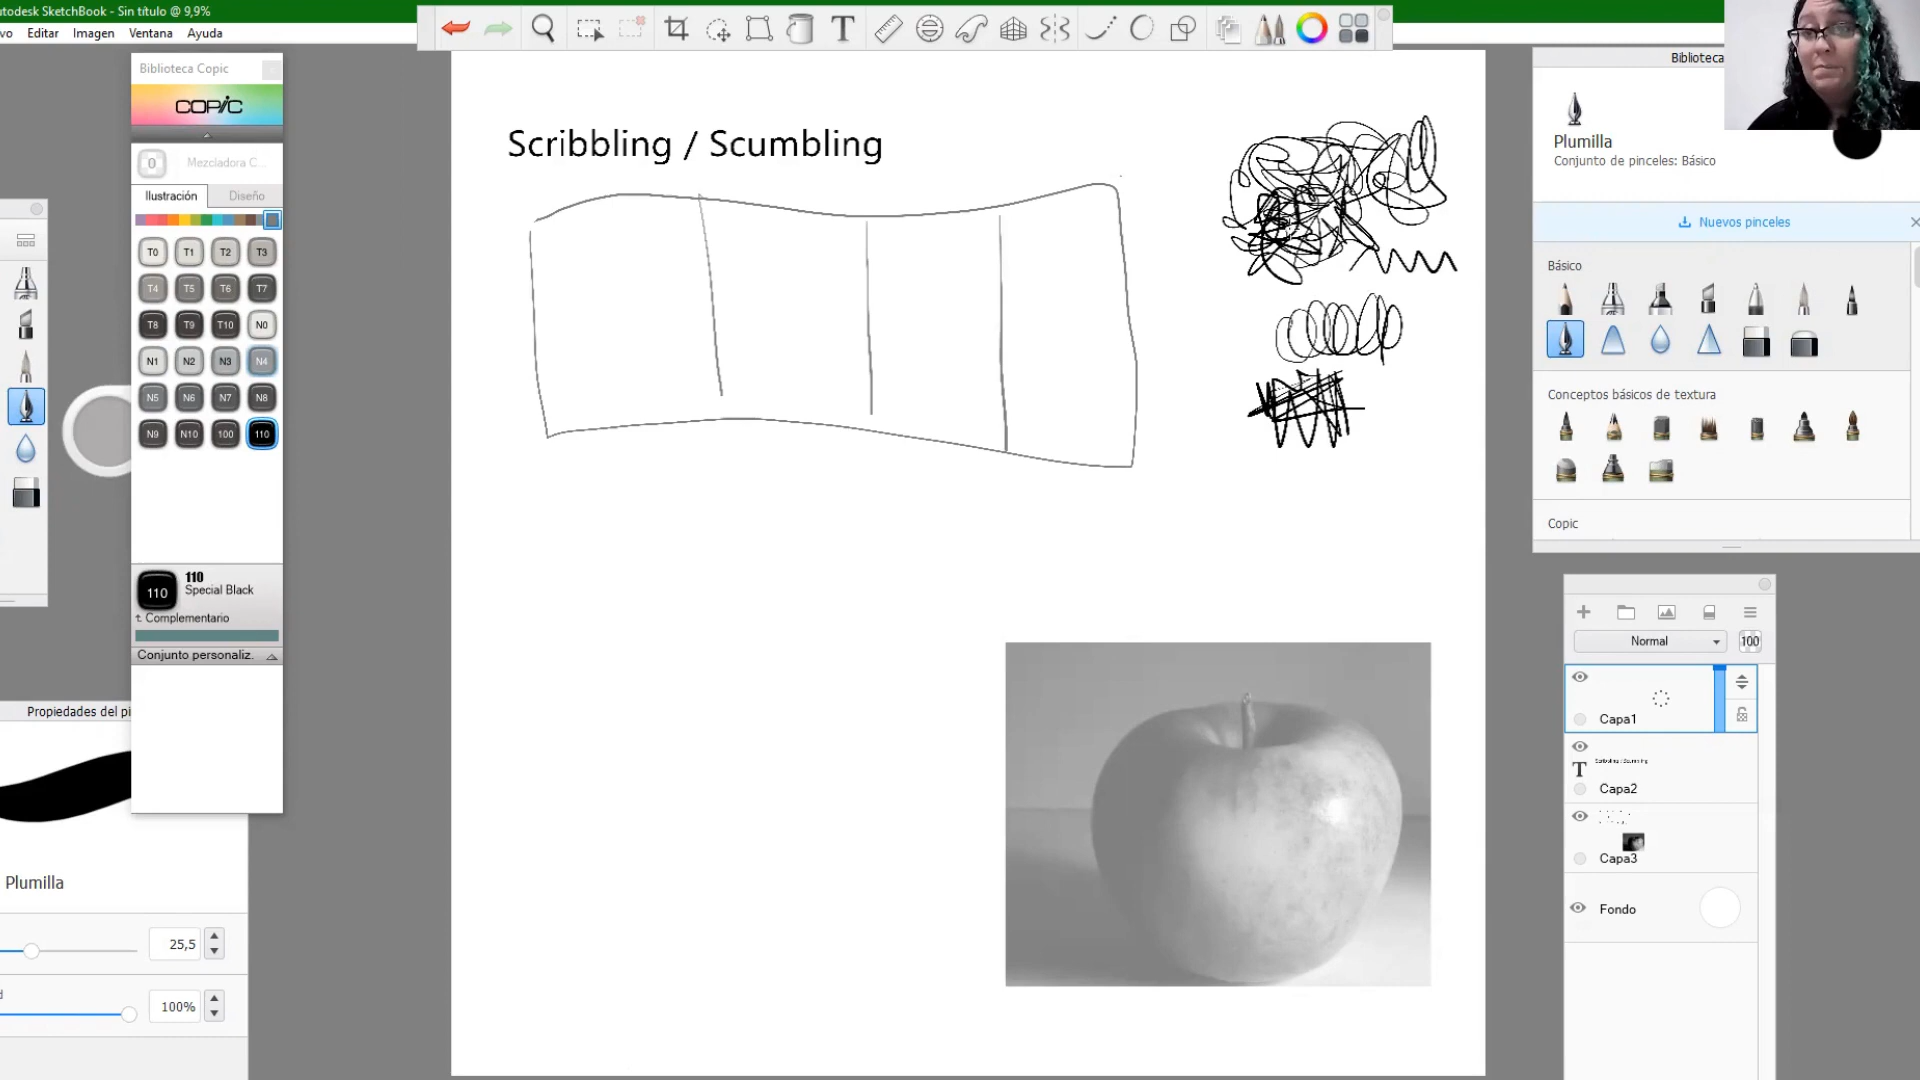 utodesk SketchBook - Sin título @ 9,9%
vo Editar Imagen Ventana Ayuda
Biblioteca Copic
COPIC
0 Mezcladora C...
Ilustración Diseño
T0 T1 T2 T3
T4 T5 T6 T7
T8 T9 T10 N0
N1 N2 N3 N4
N5 N6 N7 N8
N9 N10 100 110
110
110
Special Black
Complementario
Conjunto personaliz.
Propiedades del pi
Plumilla
25,5
d
100%
T
Scribbling / Scumbling
Biblioteca
Plumilla
Conjunto de pinceles: Básico
Nuevos pinceles
Básico
Conceptos básicos de textura
Copic
Normal 100
Capa1
T Scribbling / Scumbling
Capa2
Capa3
Fondo